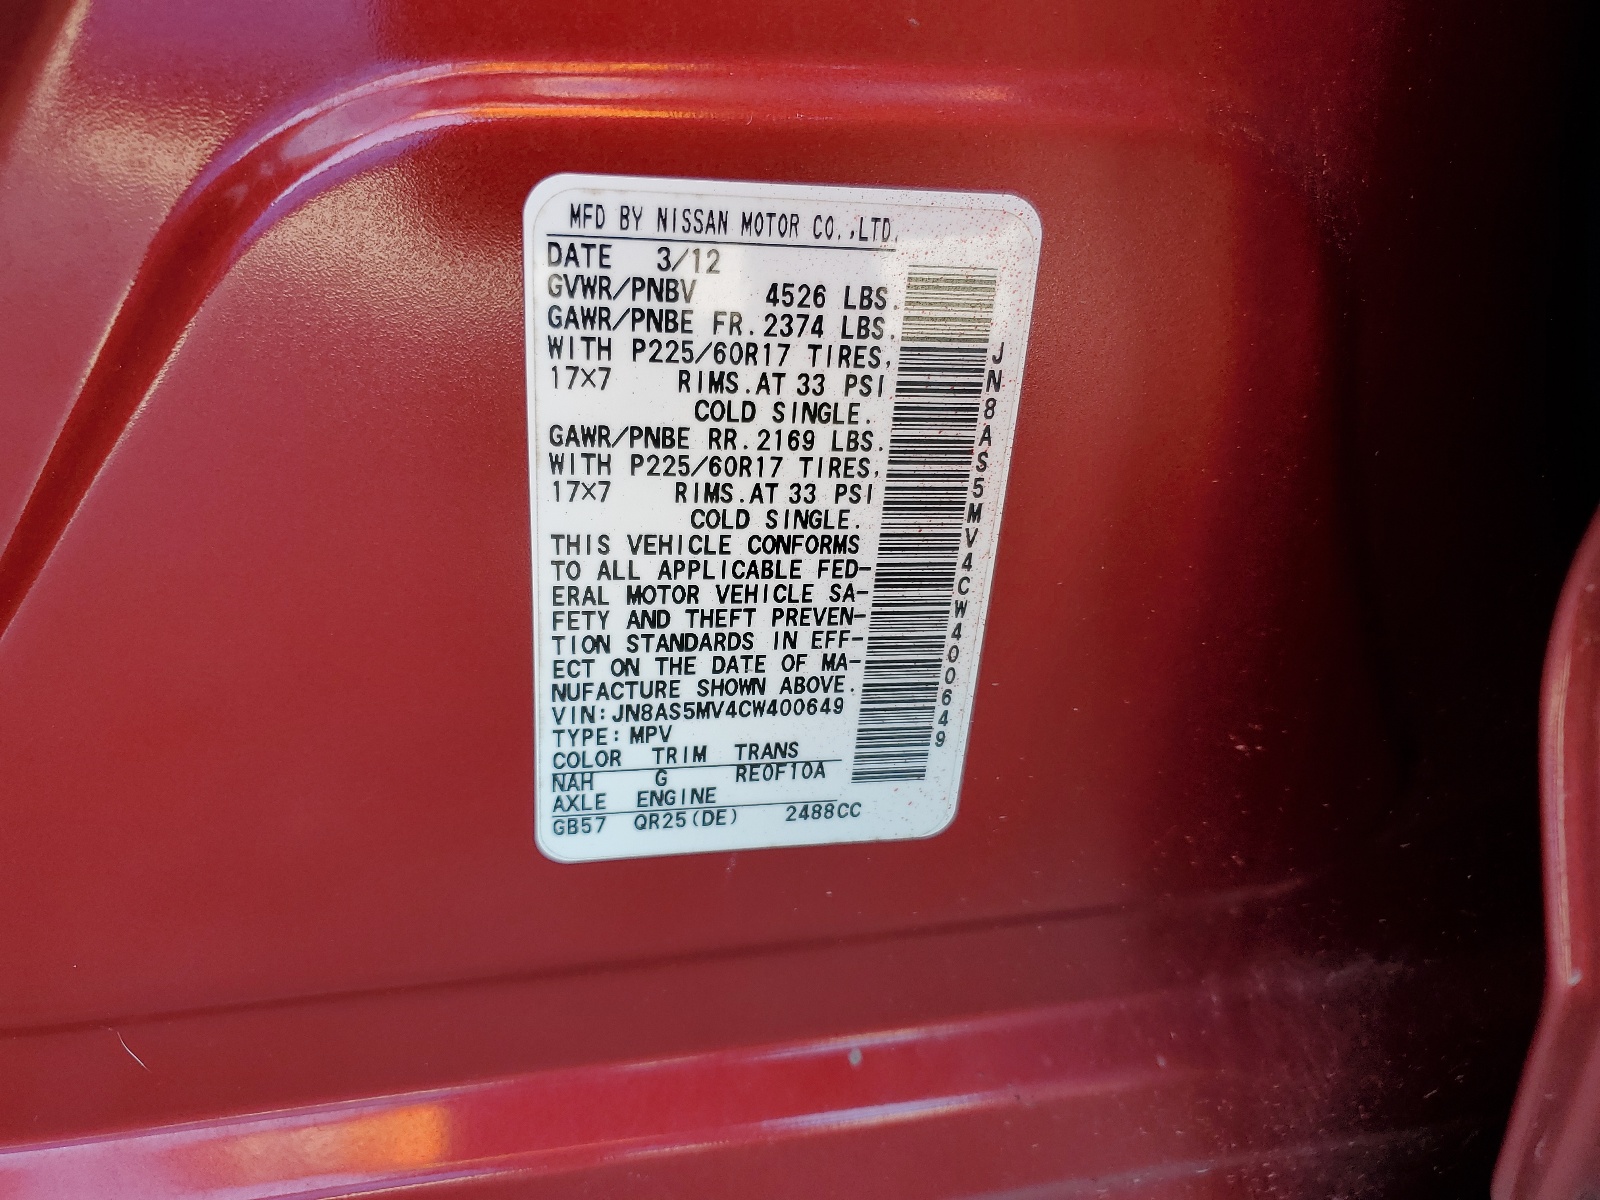 MFD BY NISSAN MOTOR CO.,LTD.
DATE 3/12
GVWR/PNBV 4526 LBS.
GAWR/PNBE FR.2374 LBS.
WITH P225/60R17 TIRES,
17×7 RIMS.AT 33 PSI
COLD SINGLE.
GAWR/PNBE RR.2169 LBS.
WITH P225/60R17 TIRES,
17×7 RIMS.AT 33 PSI
COLD SINGLE.
THIS VEHICLE CONFORMS
TO ALL APPLICABLE FED-
ERAL MOTOR VEHICLE SA-
FETY AND THEFT PREVEN-
TION STANDARDS IN EFF-
ECT ON THE DATE OF MA-
NUFACTURE SHOWN ABOVE.
VIN:JN8AS5MV4CW400649
TYPE:MPV
COLOR TRIM TRANS
NAH G RE0F10A
AXLE ENGINE
GB57 QR25(DE) 2488CC
JN8AS5MV4CW400649